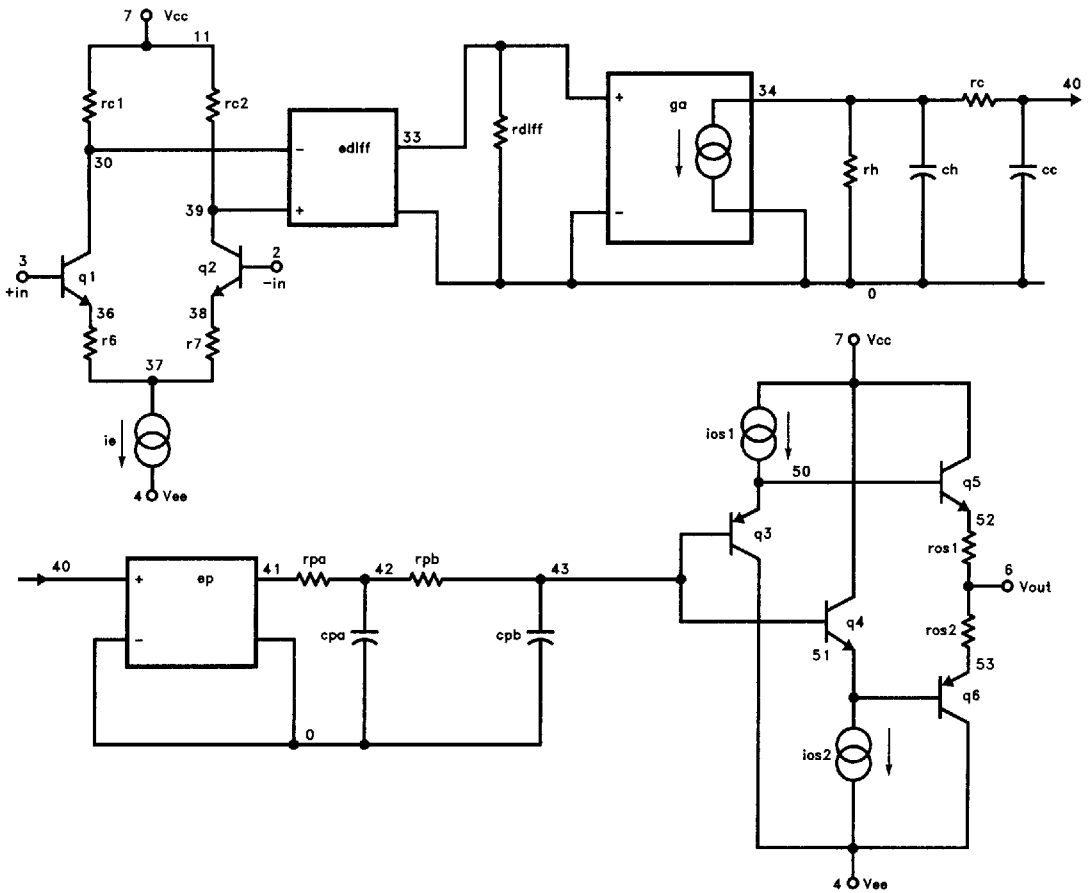 7 Vcc
11
rc1
rc2
30
39
ediff
-
+
33
rdiff
+
-
ga
34
rh
ch
rc
cc
40
0
3
+in
q1
q2
2
-in
36
38
r6
r7
37
ie
4 Vee
7 Vcc
ios1
50
q3
q5
52
ros1
6
Vout
ros2
53
q4
51
q6
ios2
4 Vee
40
+
-
ep
41
rpa
42
rpb
43
cpa
cpb
0